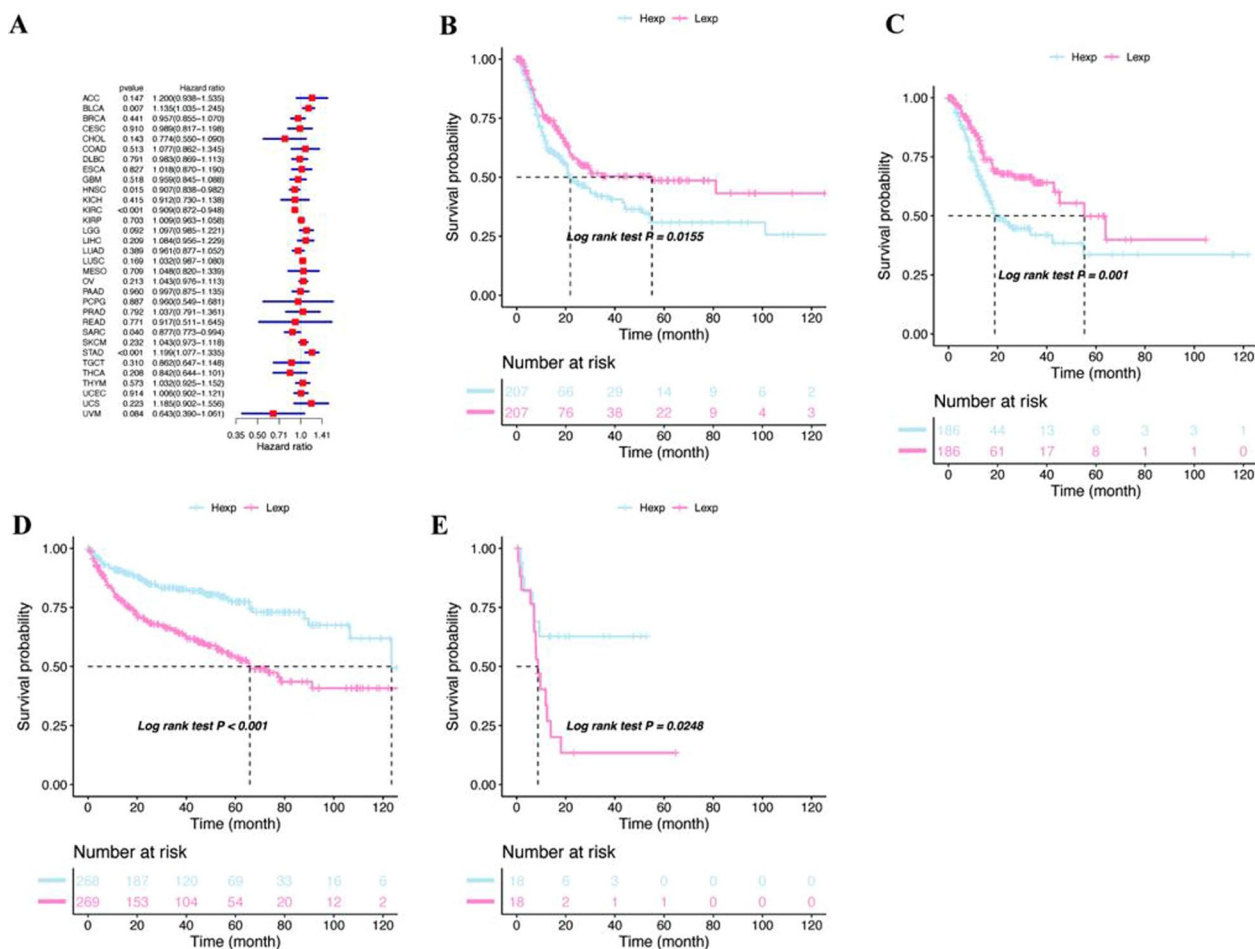 A
pvalue Hazard ratio
ACC 0.147 1.200(0.938−1.535)
BLCA 0.007 1.135(1.035−1.245)
BRCA 0.441 0.957(0.855−1.070)
CESC 0.910 0.989(0.817−1.198)
CHOL 0.143 0.774(0.550−1.090)
COAD 0.513 1.077(0.862−1.345)
DLBC 0.791 0.983(0.869−1.113)
ESCA 0.827 1.018(0.870−1.190)
GBM 0.518 0.959(0.845−1.088)
HNSC 0.015 0.907(0.838−0.982)
KICH 0.415 0.912(0.730−1.138)
KIRC <0.001 0.909(0.872−0.948)
KIRP 0.703 1.009(0.963−1.058)
LGG 0.092 1.097(0.985−1.221)
LIHC 0.209 1.084(0.956−1.229)
LUAD 0.389 0.961(0.877−1.052)
LUSC 0.169 1.032(0.987−1.080)
MESO 0.709 1.048(0.820−1.339)
OV 0.213 1.043(0.976−1.113)
PAAD 0.960 0.997(0.875−1.135)
PCPG 0.887 0.960(0.549−1.681)
PRAD 0.792 1.037(0.791−1.361)
READ 0.771 0.917(0.511−1.645)
SARC 0.040 0.877(0.773−0.994)
SKCM 0.232 1.043(0.973−1.118)
STAD <0.001 1.199(1.077−1.335)
TGCT 0.310 0.862(0.647−1.148)
THCA 0.208 0.842(0.644−1.101)
THYM 0.573 1.032(0.925−1.152)
UCEC 0.914 1.006(0.902−1.121)
UCS 0.223 1.185(0.902−1.556)
UVM 0.084 0.643(0.390−1.061)
0.35 0.50 0.71 1.0 1.41
Hazard ratio
B
Hexp Lexp
Survival probability
1.00
0.75
0.50
0.25
0.00
Log rank test P = 0.0155
0 20 40 60 80 100 120
Time (month)
Number at risk
207 66 29 14 9 6 2
207 76 38 22 9 4 3
0 20 40 60 80 100 120
Time (month)
C
Hexp Lexp
Survival probability
1.00
0.75
0.50
0.25
0.00
Log rank test P = 0.001
0 20 40 60 80 100 120
Time (month)
Number at risk
186 44 13 6 3 3 1
186 61 17 8 1 1 0
0 20 40 60 80 100 120
Time (month)
D
Hexp Lexp
Survival probability
1.00
0.75
0.50
0.25
0.00
Log rank test P < 0.001
0 20 40 60 80 100 120
Time (month)
Number at risk
268 187 120 69 33 16 6
269 153 104 54 20 12 2
0 20 40 60 80 100 120
Time (month)
E
Hexp Lexp
Survival probability
1.00
0.75
0.50
0.25
0.00
Log rank test P = 0.0248
0 20 40 60 80 100 120
Time (month)
Number at risk
18 6 3 0 0 0 0
18 2 1 1 0 0 0
0 20 40 60 80 100 120
Time (month)